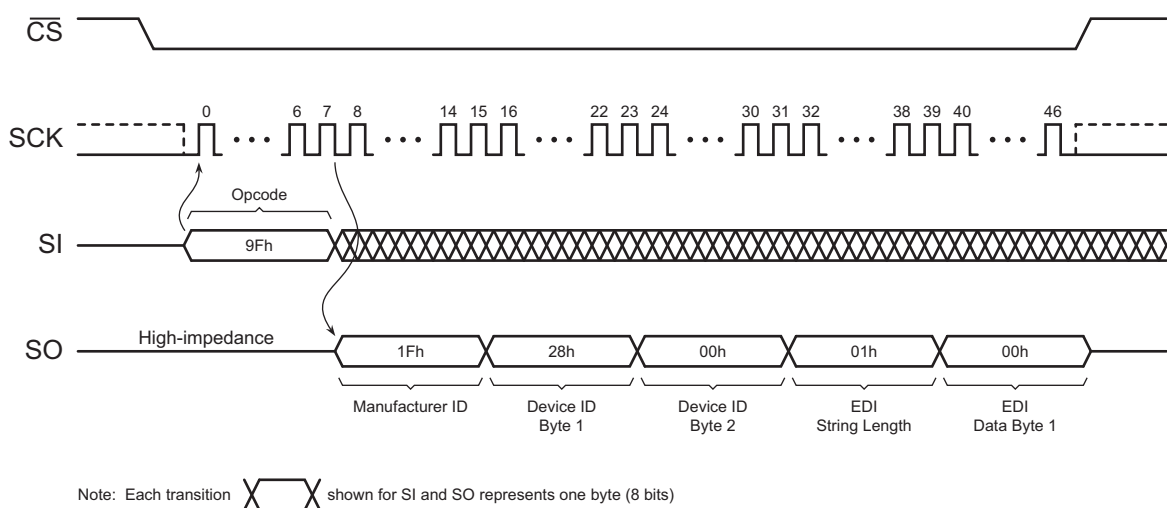 CS
0 6 7 8 14 15 16 22 23 24 30 31 32 38 39 40 46
SCK
Opcode
SI 9Fh
High-impedance
SO 1Fh 28h 00h 01h 00h
Manufacturer ID Device ID Device ID EDI EDI
Byte 1 Byte 2 String Length Data Byte 1
Note: Each transition shown for SI and SO represents one byte (8 bits)